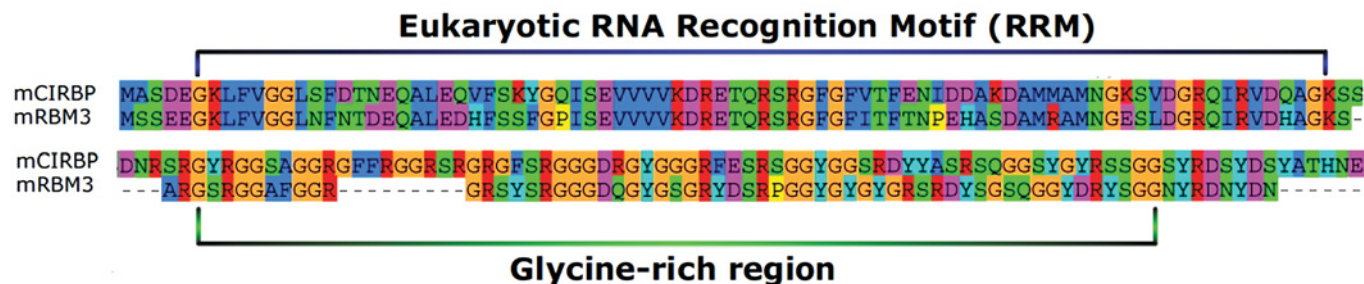 Eukaryotic RNA Recognition Motif (RRM)
mCIRBP MASDEGKLFVGGLSFDTNEQALEQVFSKYGQISEVVVVKDRETQRSRGFGFVTFENIDDAKDAMMAMNGKSVDGRQIRVDQAGKSS
mRBM3 MSSEEGKLFVGGLNFNTDEQALEDHFSSFGPISEVVVVKDRETQRSRGFGFITFTNPEHASDAMRAMNGESLDGRQIRVDHAGKS-
mCIRBP DNRSRGYRGGSAGGRGFFRGGRSRGRGFSRGGGDRGYGGGRFESRSGGYGGSRDYYASRSQGGSYGYRSSGGSYRDSYDSYATHNE
mRBM3 ---ARGSRGGAFGGR---------GRSYSRGGGDQGYGSGRYDSRPGGYGYGYGRSRDYSGSQGGYDRYSGGNYRDNYDN------
Glycine-rich region